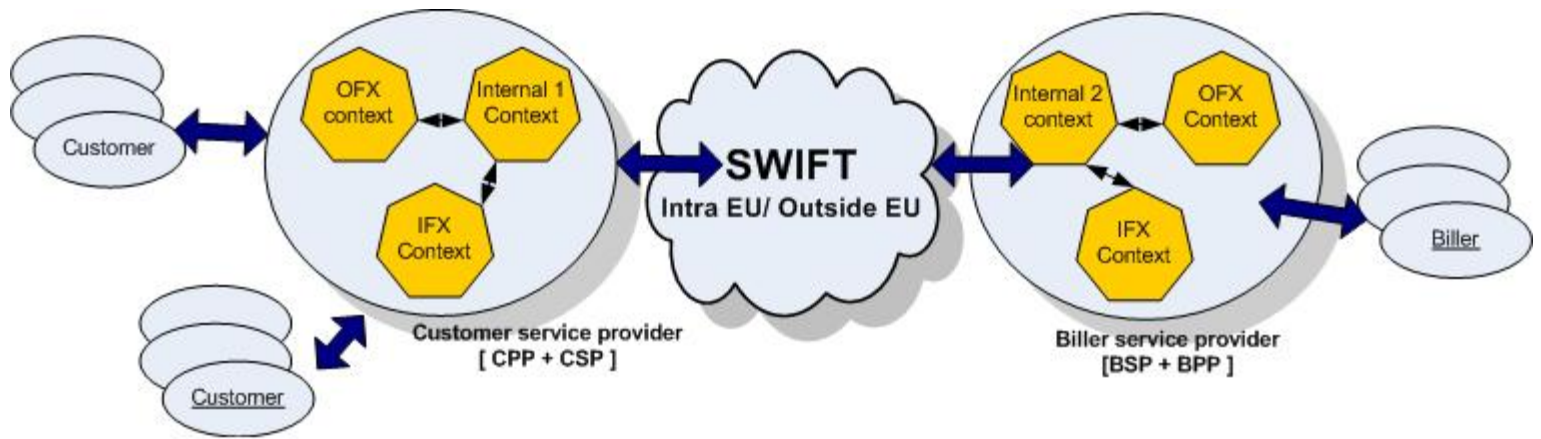 Customer
OFX
context
Internal 1
Context
IFX
Context
Customer service provider
[ CPP + CSP ]
Customer
SWIFT
Intra EU/ Outside EU
Internal 2
context
OFX
Context
IFX
Context
Biller service provider
[BSP + BPP ]
Biller